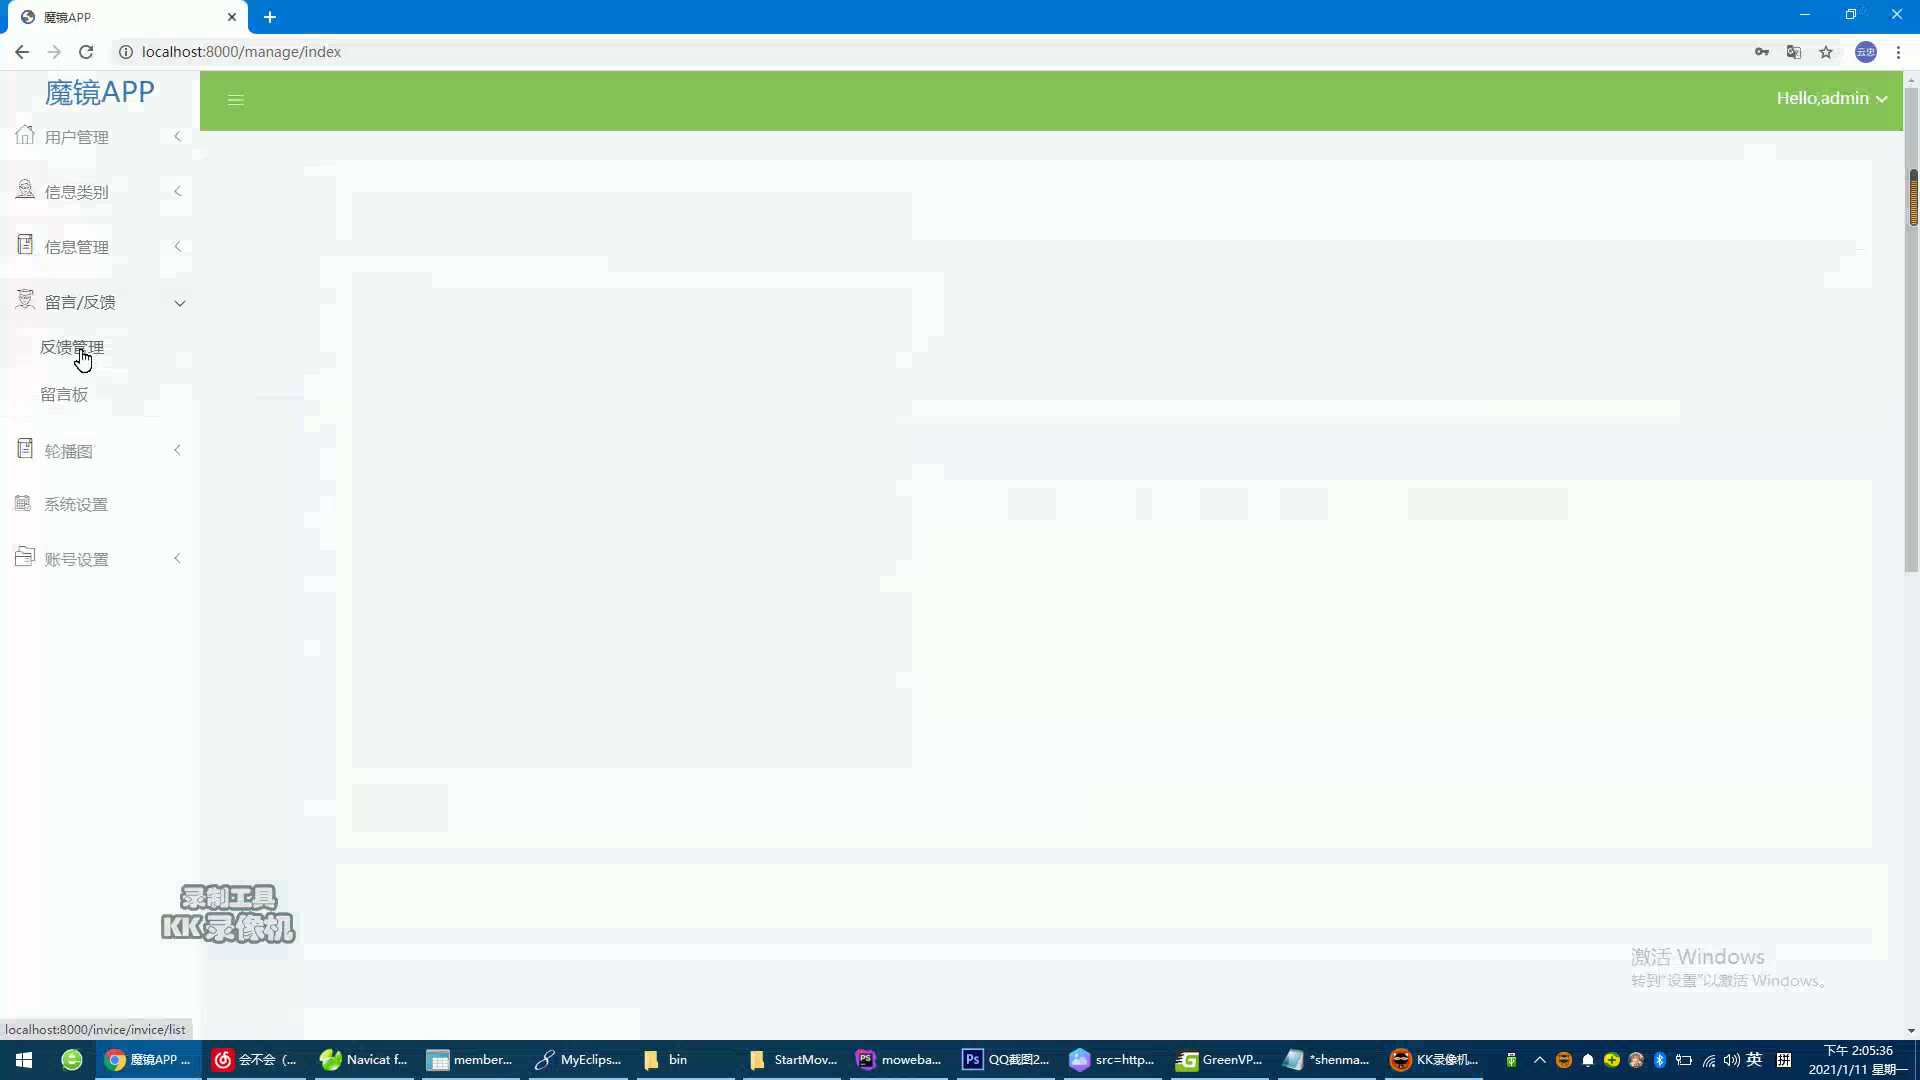 魔镜APP
localhost:8000/manage/index
云忠
魔镜APP
Hello,admin
用户管理
信息类别
信息管理
留言/反馈
反馈管理
留言板
轮播图
系统设置
账号设置
录制工具
KK录像机
激活 Windows
转到“设置”以激活 Windows。
localhost:8000/invice/invice/list
魔镜APP ...
会不会（...
Navicat f...
member...
MyEclips...
bin
StartMov...
moweba...
QQ截图2...
src=http...
GreenVP...
*shenma...
KK录像机...
英
拼
下午 2:05:36
2021/1/11 星期一